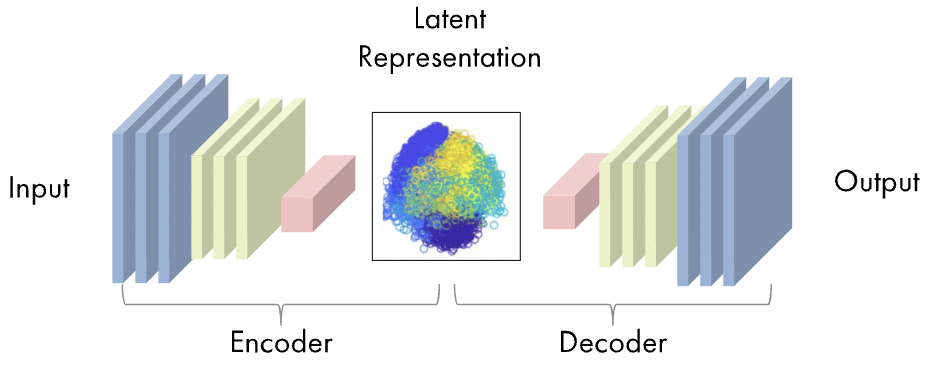 Latent
Representation
Input
Output
Encoder
Decoder